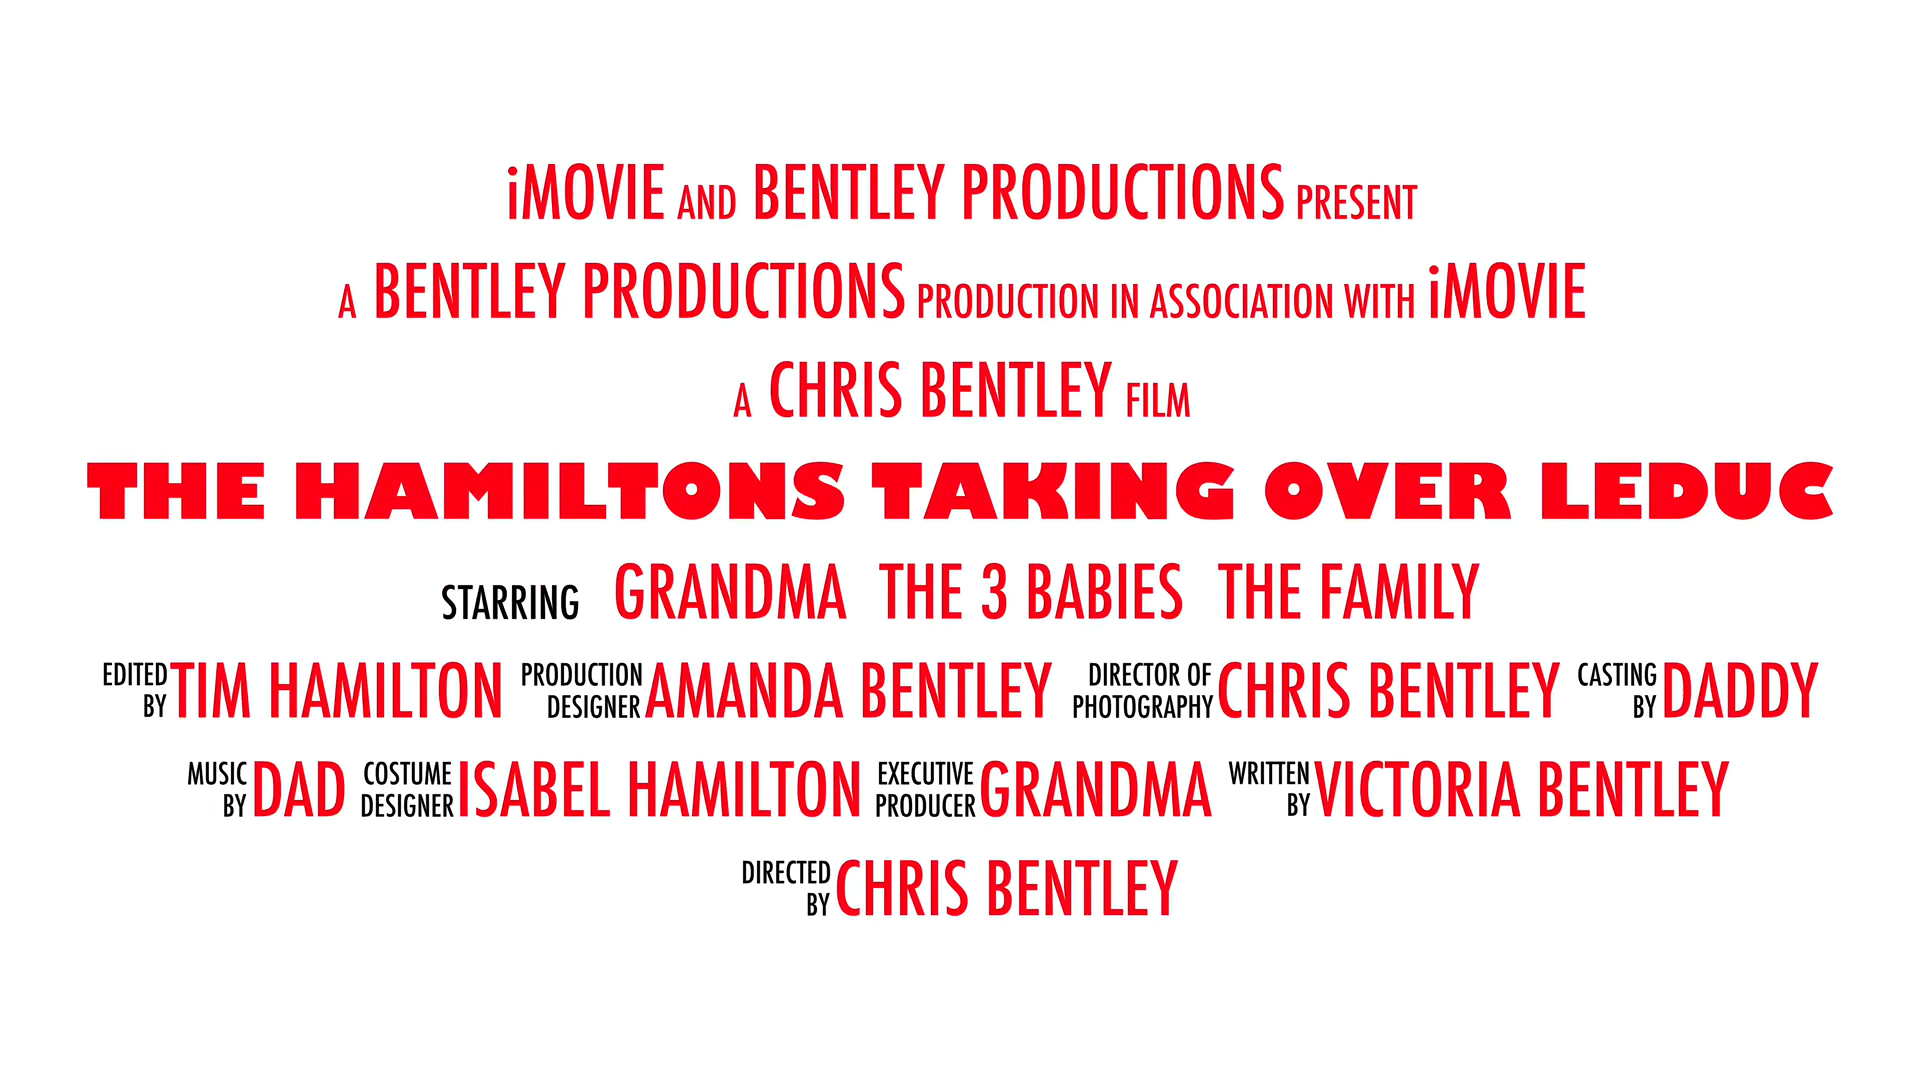 iMOVIE AND BENTLEY PRODUCTIONS PRESENT
A BENTLEY PRODUCTIONS PRODUCTION IN ASSOCIATION WITH iMOVIE
A CHRIS BENTLEY FILM
THE HAMILTONS TAKING OVER LEDUC
STARRING GRANDMA THE 3 BABIES THE FAMILY
EDITED BY TIM HAMILTON PRODUCTION DESIGNER AMANDA BENTLEY DIRECTOR OF PHOTOGRAPHY CHRIS BENTLEY CASTING BY DADDY
MUSIC BY DAD COSTUME DESIGNER ISABEL HAMILTON EXECUTIVE PRODUCER GRANDMA WRITTEN BY VICTORIA BENTLEY
DIRECTED BY CHRIS BENTLEY